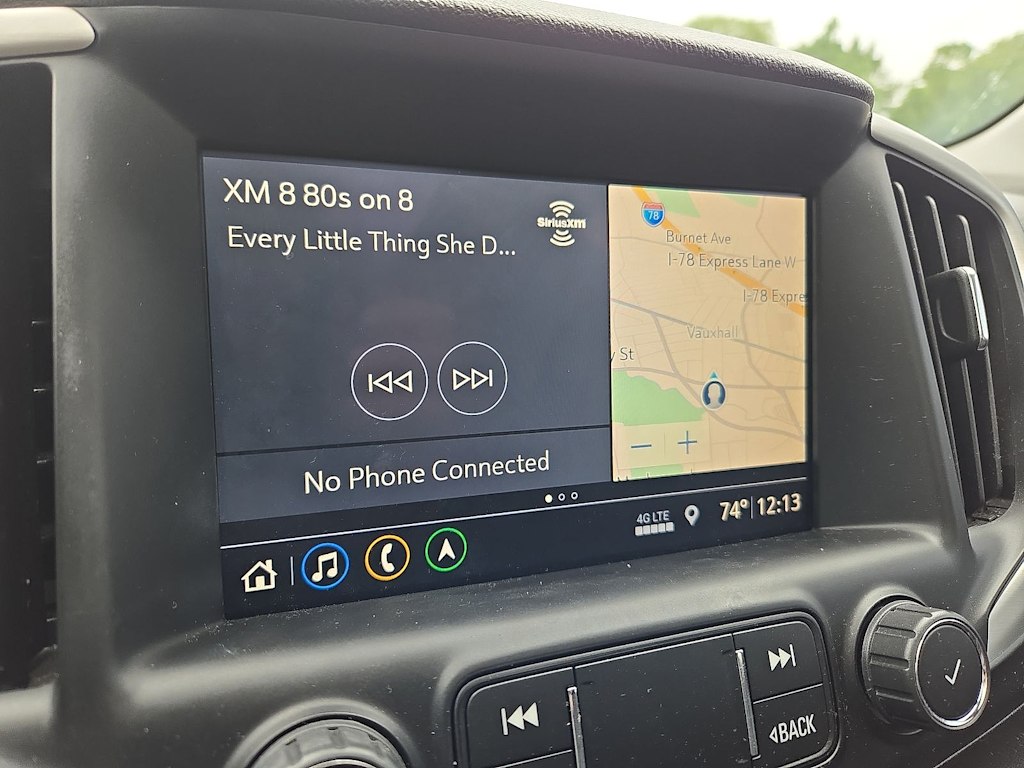 XM 8 80s on 8
SiriusXM
Every Little Thing She D...
No Phone Connected
78
Burnet Ave
I-78 Express Lane W
I-78 Expre
Vauxhall
St
4G LTE
74° 12:13
BACK